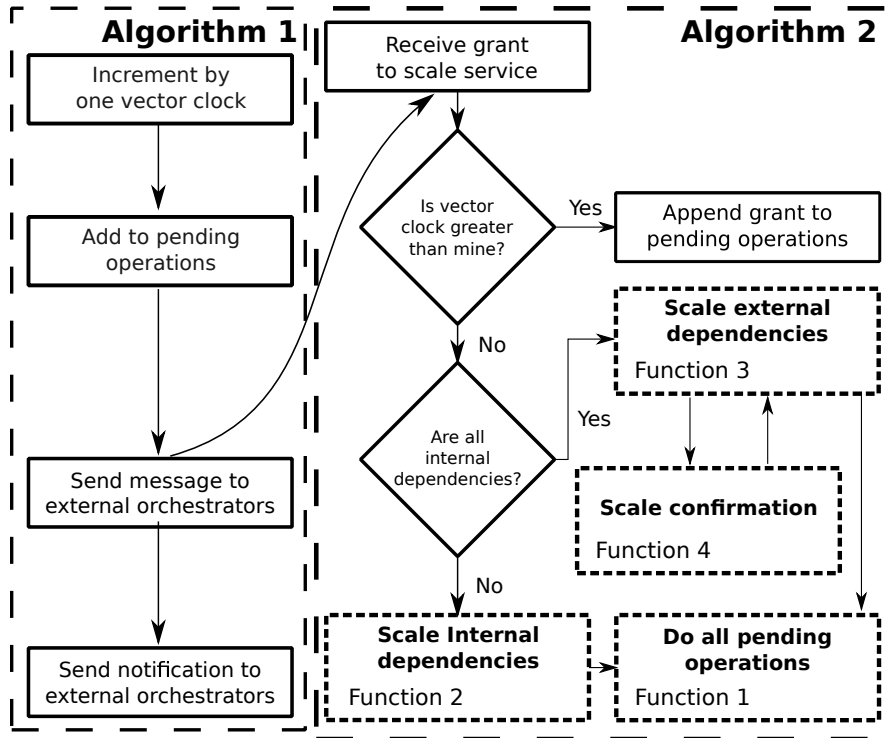 Algorithm 1
Increment by
one vector clock
Add to pending
operations
Send message to
external orchestrators
Send notification to
external orchestrators
Algorithm 2
Receive grant
to scale service
Is vector
clock greater
than mine?
Yes
Append grant to
pending operations
No
Are all
internal
dependencies?
Yes
Scale external
dependencies
Function 3
Scale confirmation
Function 4
No
Scale Internal
dependencies
Function 2
Do all pending
operations
Function 1